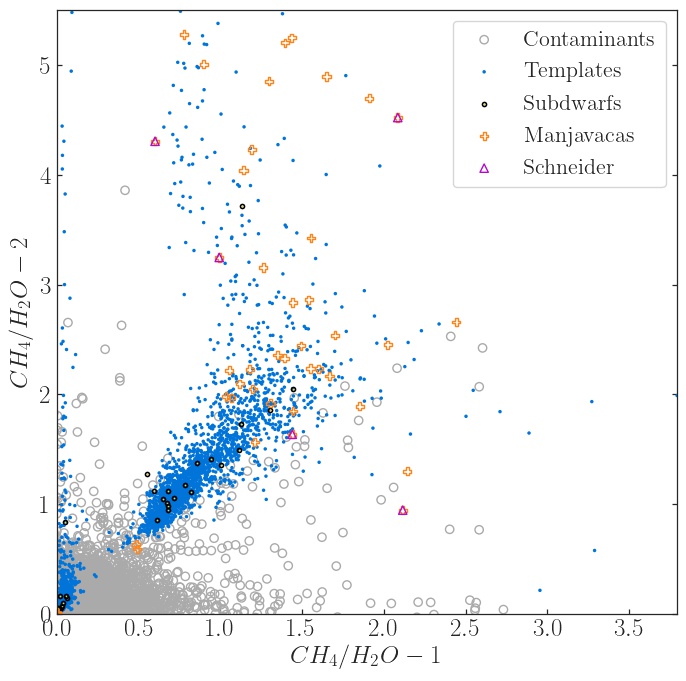 Contaminants
Templates
Subdwarfs
Manjavacas
Schneider
5
4
3
2
1
0
CH₄/H₂O − 2
0.0 0.5 1.0 1.5 2.0 2.5 3.0 3.5
CH₄/H₂O − 1